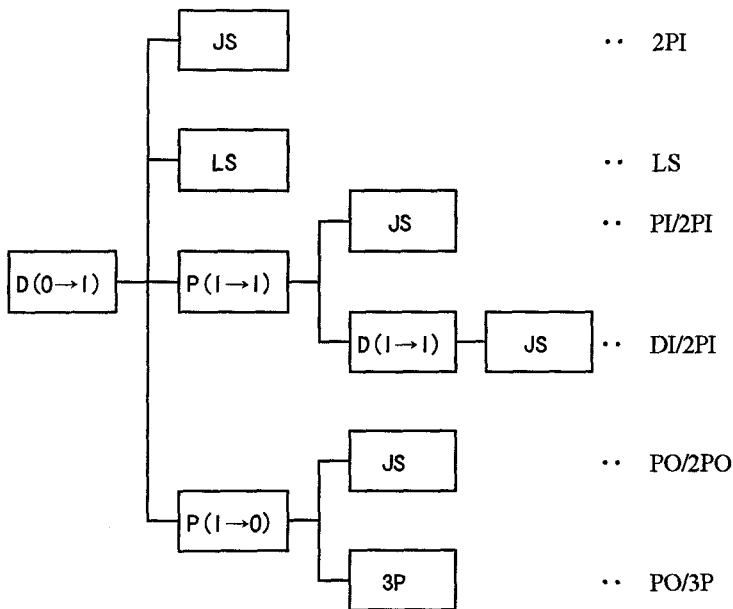 JS ·· 2PI
LS ·· LS
JS ·· PI/2PI
D(0→1) P(1→1)
D(1→1) JS ·· DI/2PI
JS ·· PO/2PO
P(1→0)
3P ·· PO/3P